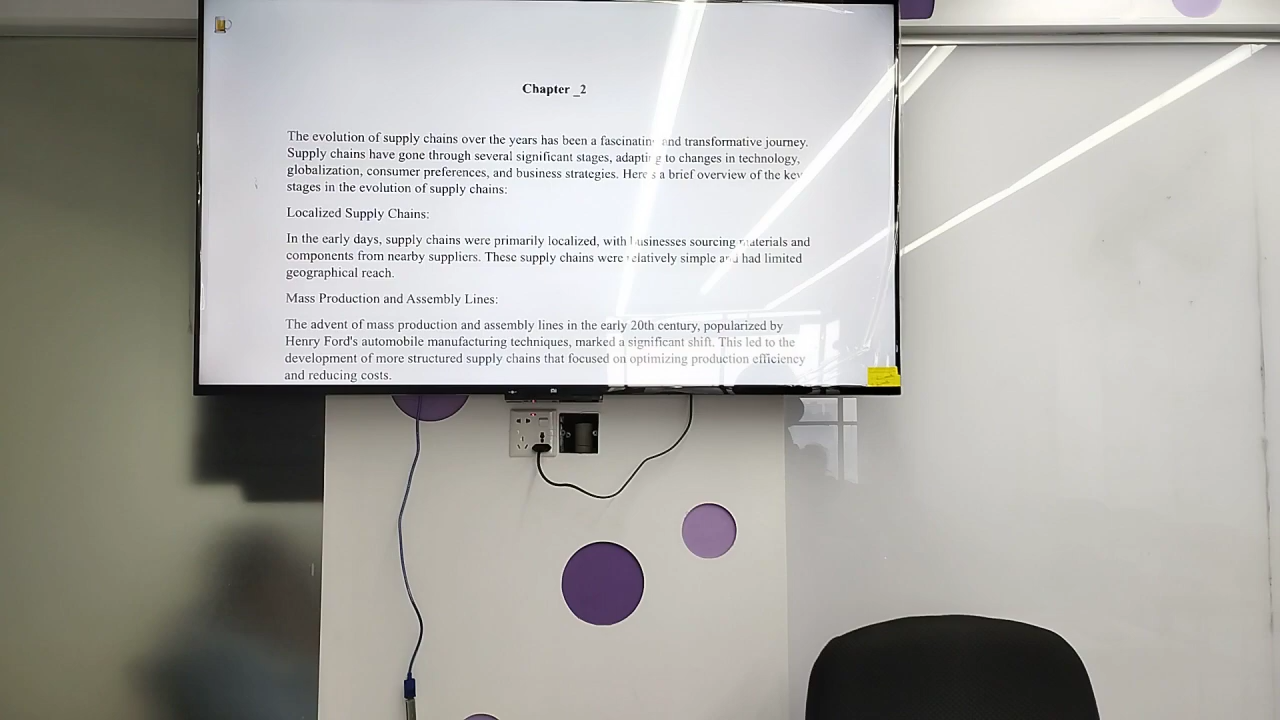 Chapter _2
The evolution of supply chains over the years has been a fascinating and transformative journey.
Supply chains have gone through several significant stages, adapting to changes in technology,
globalization, consumer preferences, and business strategies. Here's a brief overview of the key
stages in the evolution of supply chains:
Localized Supply Chains:
In the early days, supply chains were primarily localized, with businesses sourcing materials and
components from nearby suppliers. These supply chains were relatively simple and had limited
geographical reach.
Mass Production and Assembly Lines:
The advent of mass production and assembly lines in the early 20th century, popularized by
Henry Ford's automobile manufacturing techniques, marked a significant shift. This led to the
development of more structured supply chains that focused on optimizing production efficiency
and reducing costs.